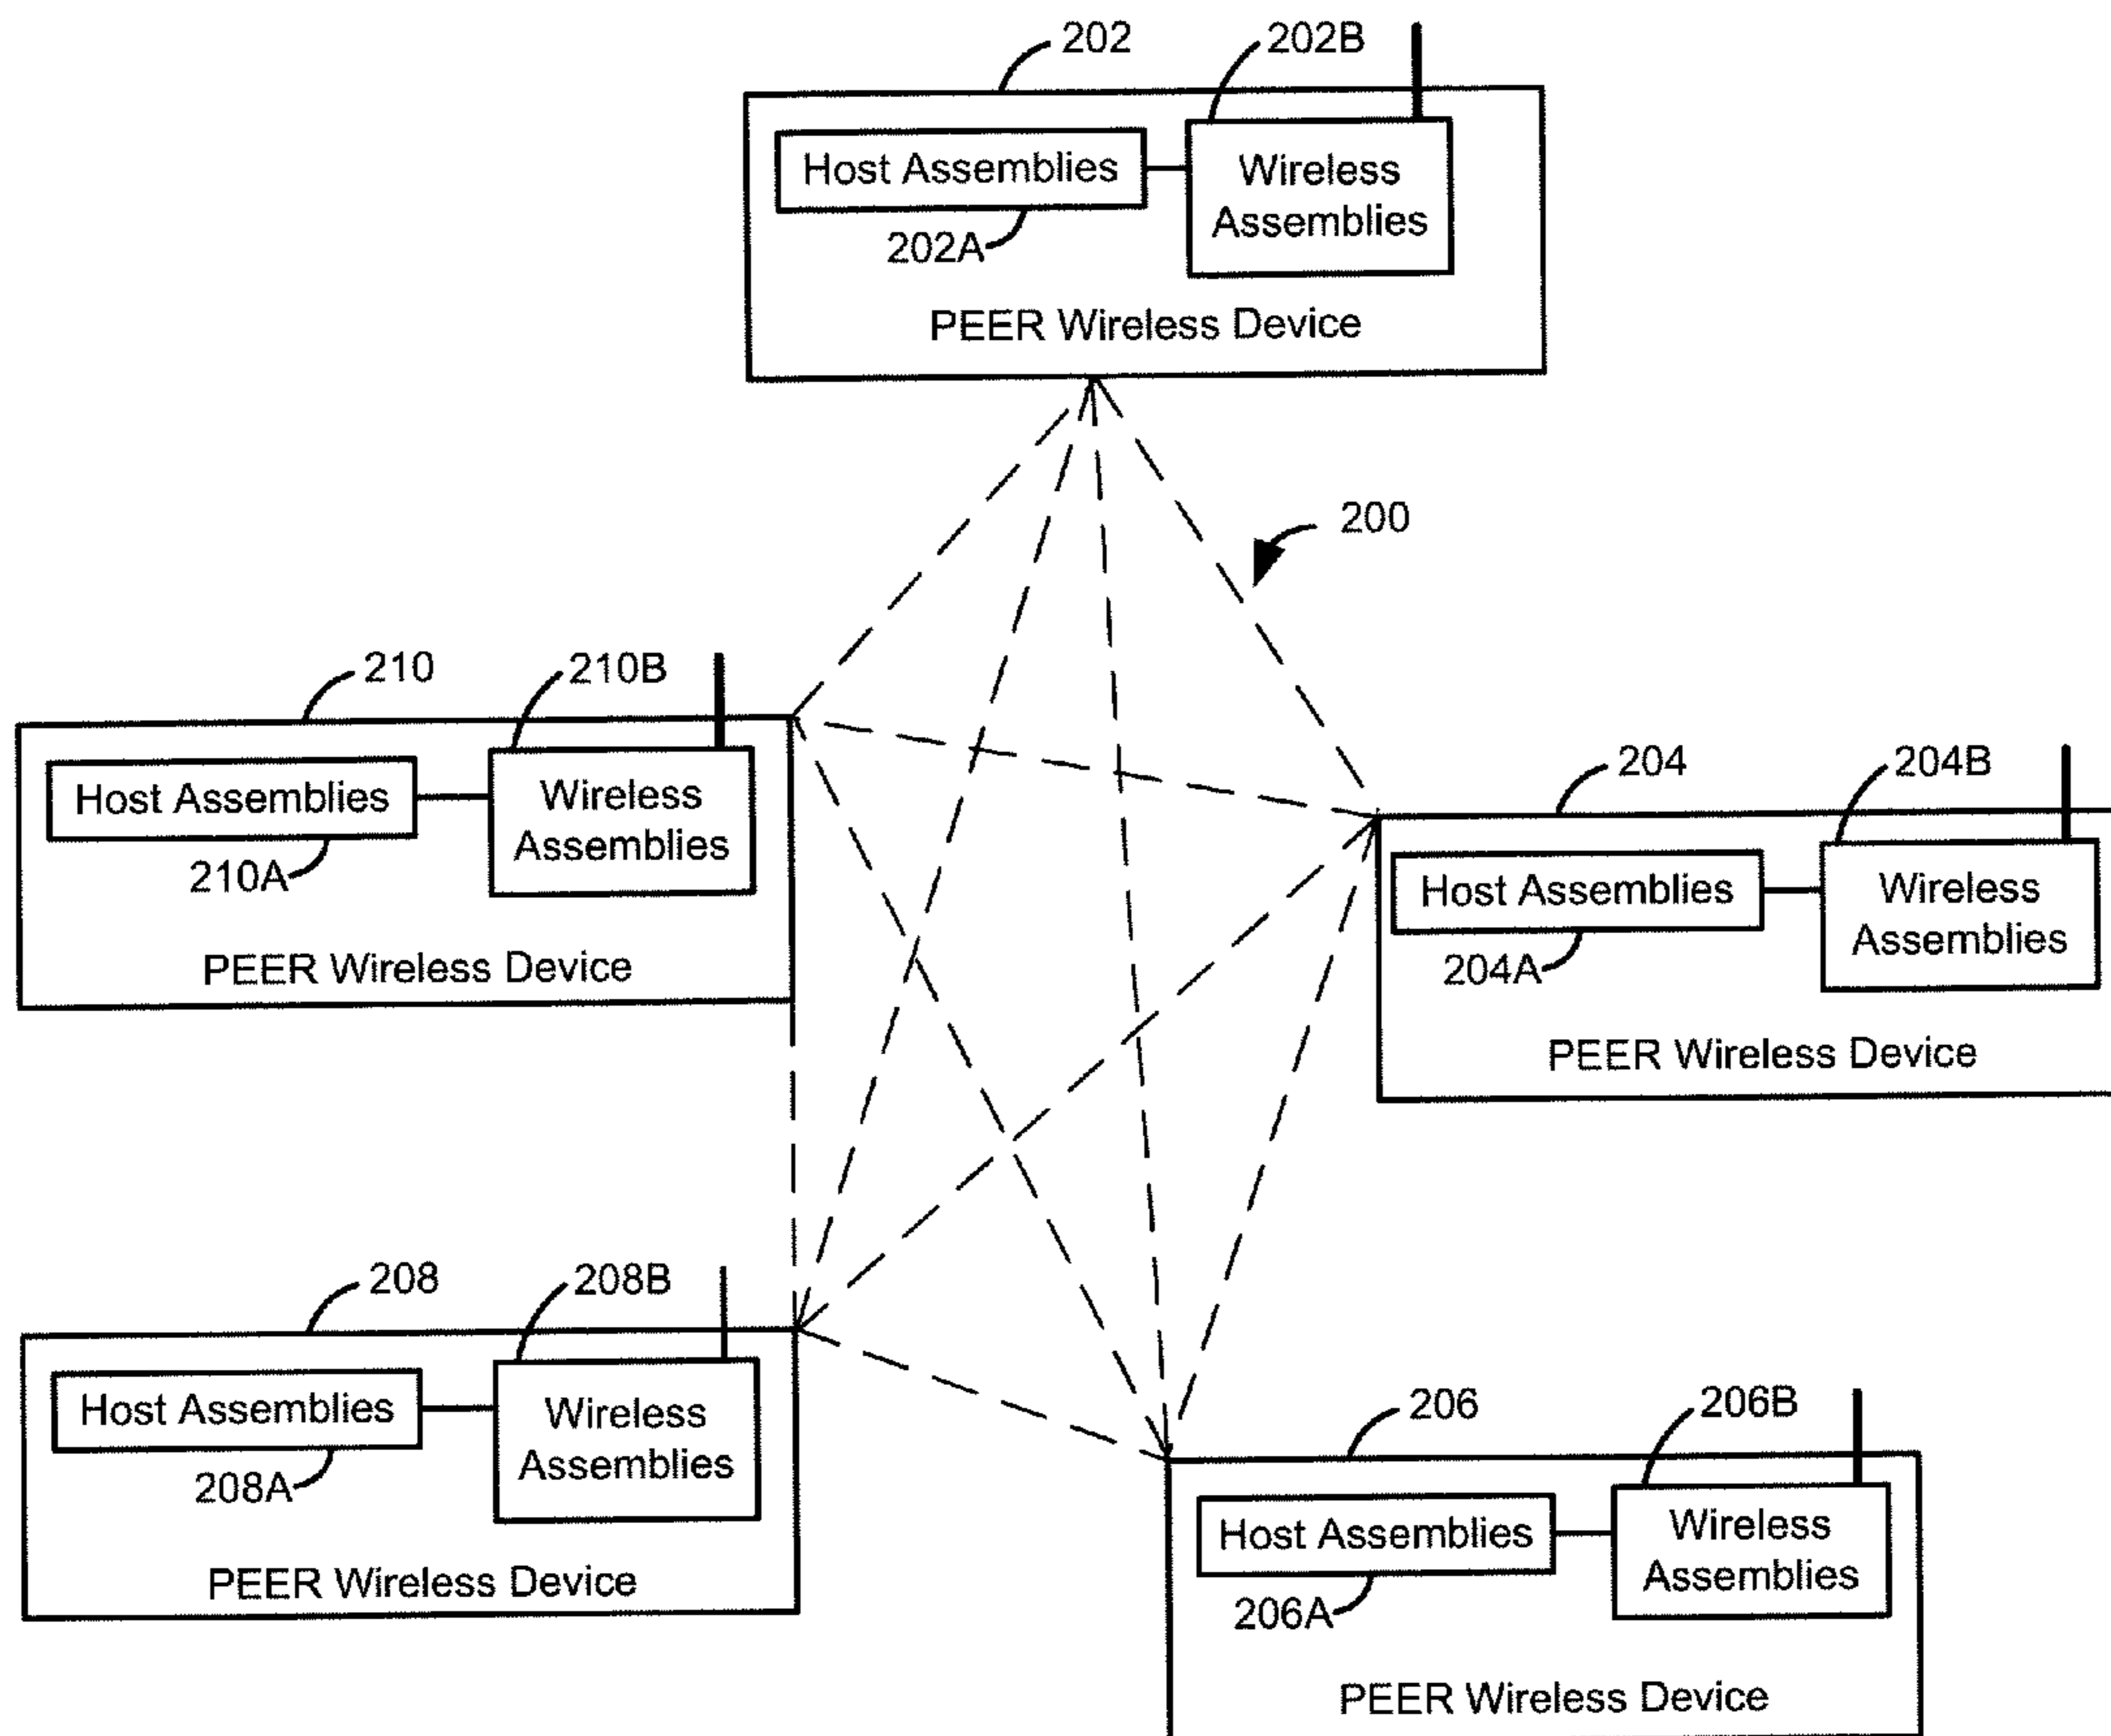 202
202B
Host Assemblies
Wireless
Assemblies
202A
PEER Wireless Device
200
210
210B
Host Assemblies
Wireless
Assemblies
210A
PEER Wireless Device
204
204B
Host Assemblies
Wireless
Assemblies
204A
PEER Wireless Device
208
208B
Host Assemblies
Wireless
Assemblies
208A
PEER Wireless Device
206
206B
Host Assemblies
Wireless
Assemblies
206A
PEER Wireless Device